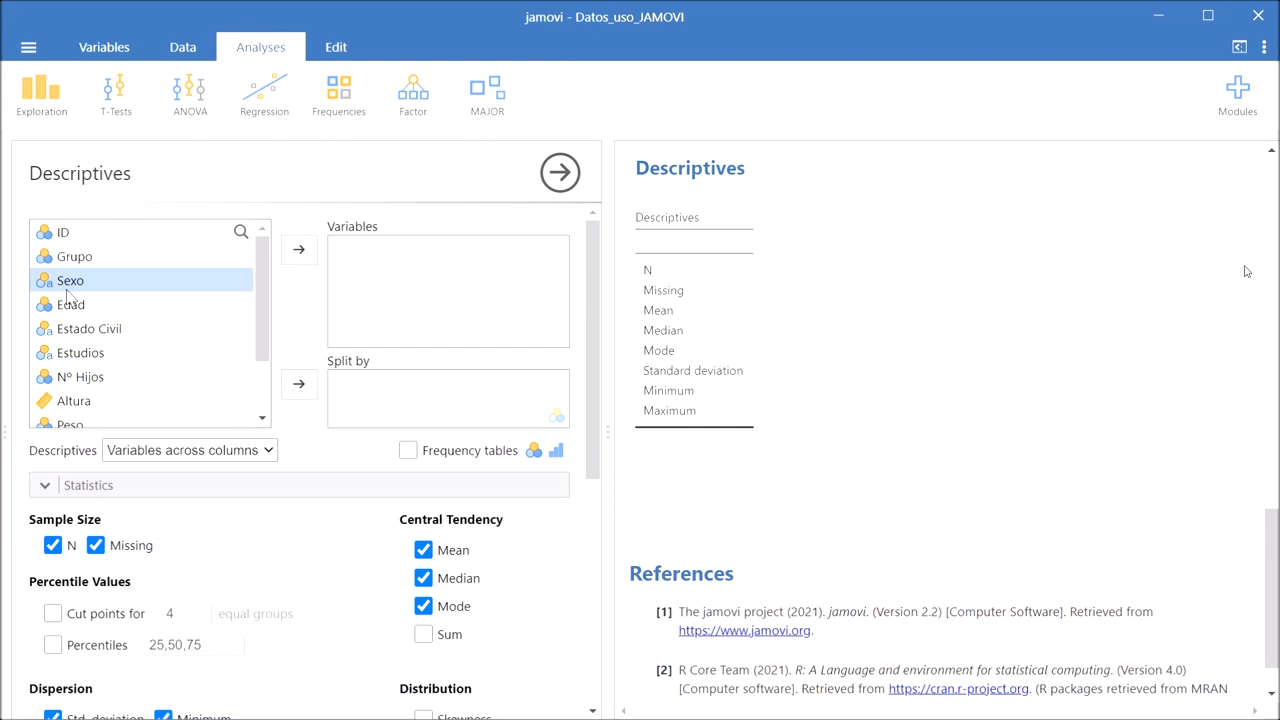 jamovi - Datos_uso_JAMOVI
Variables
Data
Analyses
Edit
Exploration
T-Tests
ANOVA
Regression
Frequencies
Factor
MAJOR
Modules
Descriptives
ID
Grupo
Sexo
Edad
Estado Civil
Estudios
Nº Hijos
Altura
Peso
Variables
Split by
Descriptives
Variables across columns
Frequency tables
Statistics
Sample Size
N
Missing
Percentile Values
Cut points for 4 equal groups
Percentiles 25,50,75
Dispersion
Std. deviation
Minimum
Central Tendency
Mean
Median
Mode
Sum
Distribution
Skewness
Descriptives
Descriptives
N
Missing
Mean
Median
Mode
Standard deviation
Minimum
Maximum
References
[1] The jamovi project (2021). jamovi. (Version 2.2) [Computer Software]. Retrieved from
https://www.jamovi.org.
[2] R Core Team (2021). R: A Language and environment for statistical computing. (Version 4.0)
[Computer software]. Retrieved from https://cran.r-project.org. (R packages retrieved from MRAN